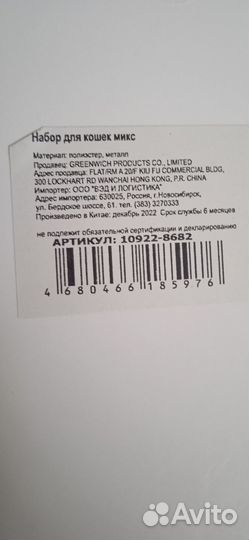 Набор для кошек микс
Материал: полиэстер, металл
Продавец: GREENWICH PRODUCTS CO., LIMITED
Адрес продавца: FLAT/RM A 20/F KIU FU COMMERCIAL BLDG,
300 LOCKHART RD WANCHAI HONG KONG, P.R. CHINA
Импортер: ООО "ВЭД И ЛОГИСТИКА"
Адрес импортера: 630025, Россия, г.Новосибирск,
ул. Бердское шоссе, 61. тел. (383) 3270333
Произведено в Китае: декабрь 2022 Срок службы 6 месяцев
не подлежит обязательной сертификации и декларированию
АРТИКУЛ: 10922-8682
4 680466 185976
Avito